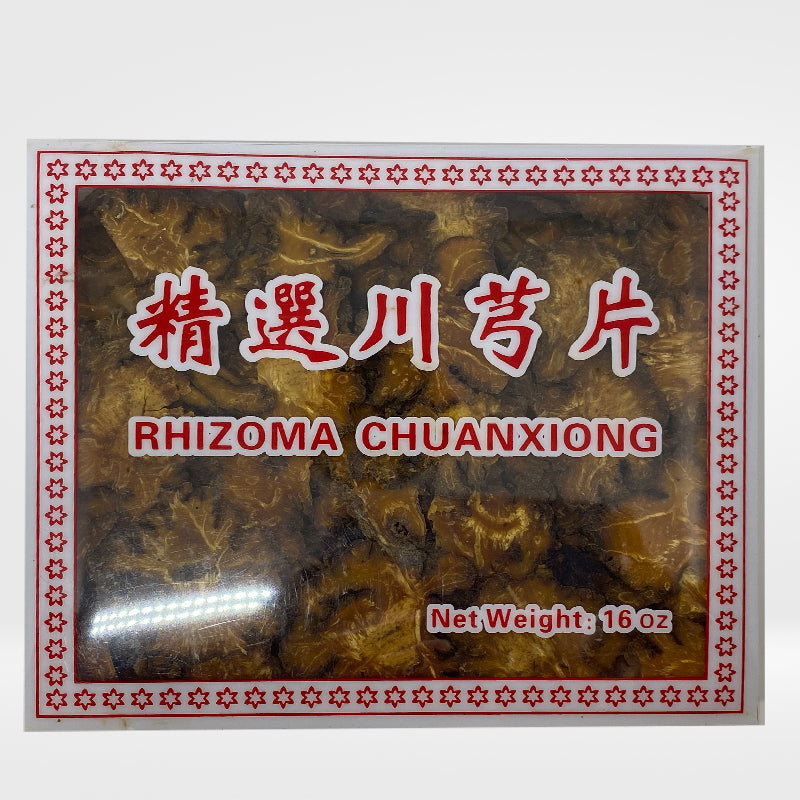 精選川芎片
RHIZOMA CHUANXIONG
Net Weight: 16 oz